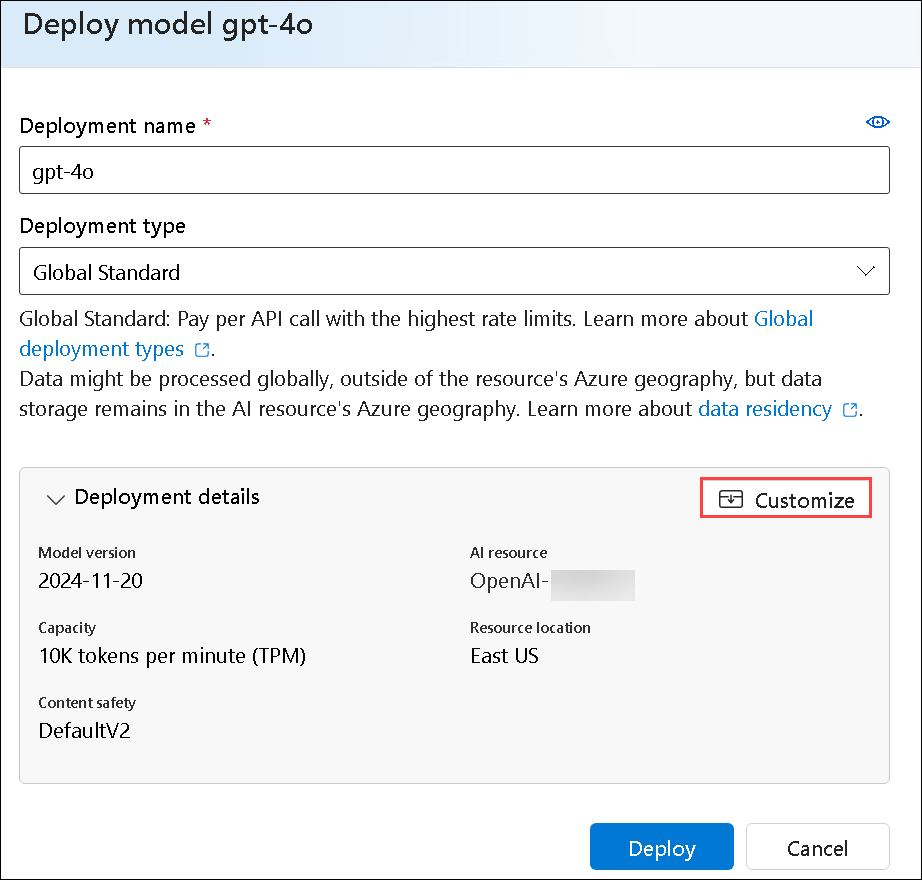 Deploy model gpt-4o
Deployment name *
gpt-4o
Deployment type
Global Standard
Global Standard: Pay per API call with the highest rate limits. Learn more about Global
deployment types.
Data might be processed globally, outside of the resource's Azure geography, but data
storage remains in the AI resource's Azure geography. Learn more about data residency.
Deployment details
Customize
Model version
2024-11-20
AI resource
OpenAI-
Capacity
10K tokens per minute (TPM)
Resource location
East US
Content safety
DefaultV2
Deploy
Cancel